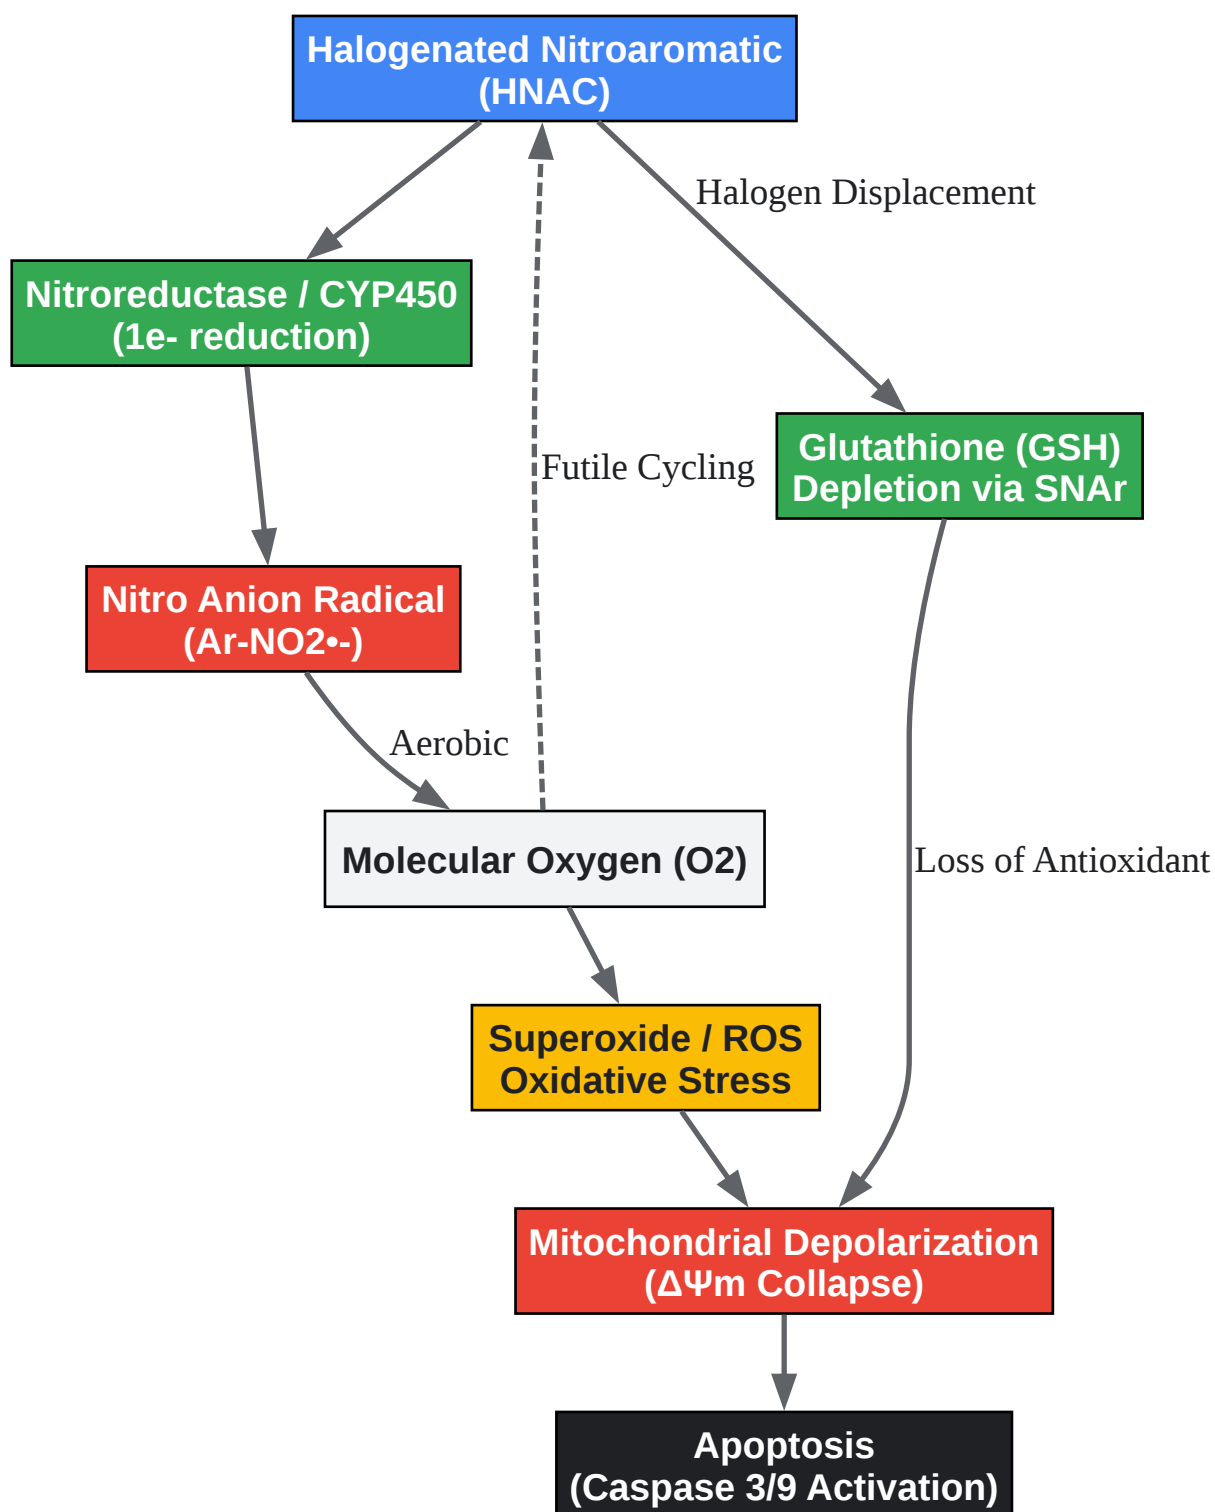 Halogenated Nitroaromatic
(HNAC)
Halogen Displacement
Nitroreductase / CYP450
(1e- reduction)
Glutathione (GSH)
Depletion via SNAr
Futile Cycling
Nitro Anion Radical
(Ar-NO2•-)
Aerobic
Molecular Oxygen (O2)
Loss of Antioxidant
Superoxide / ROS
Oxidative Stress
Mitochondrial Depolarization
(ΔΨm Collapse)
Apoptosis
(Caspase 3/9 Activation)